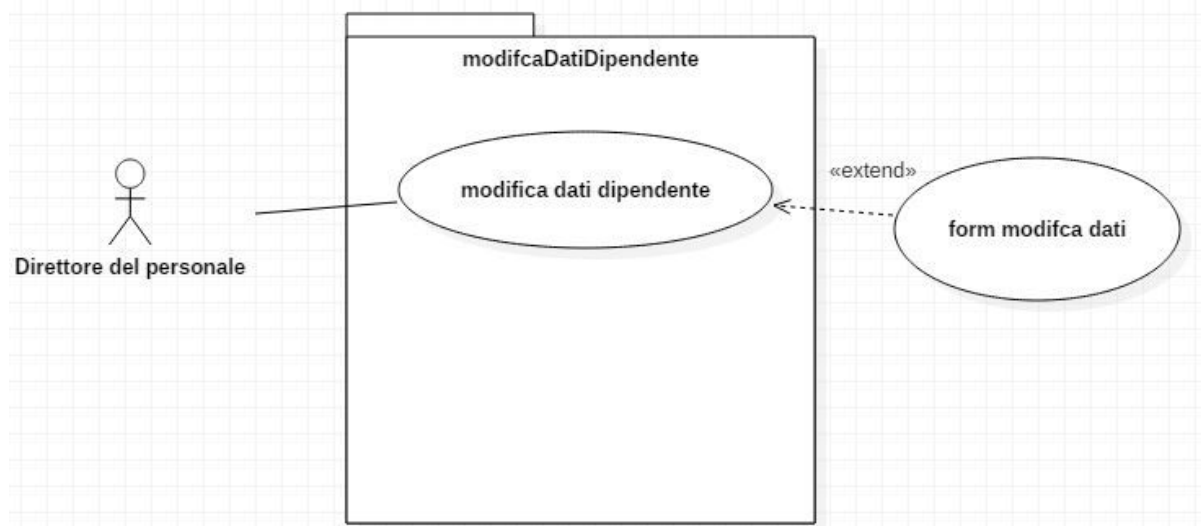 modifcaDatiDipendente
modifica dati dipendente
«extend»
form modifca dati
Direttore del personale